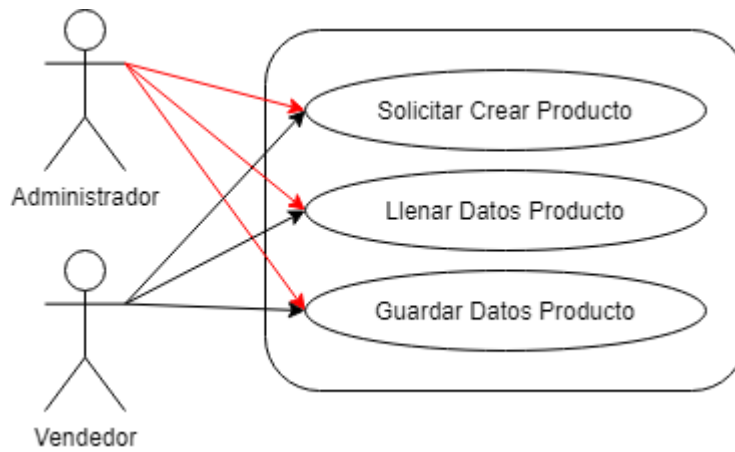 Solicitar Crear Producto
Administrador
Llenar Datos Producto
Guardar Datos Producto
Vendedor